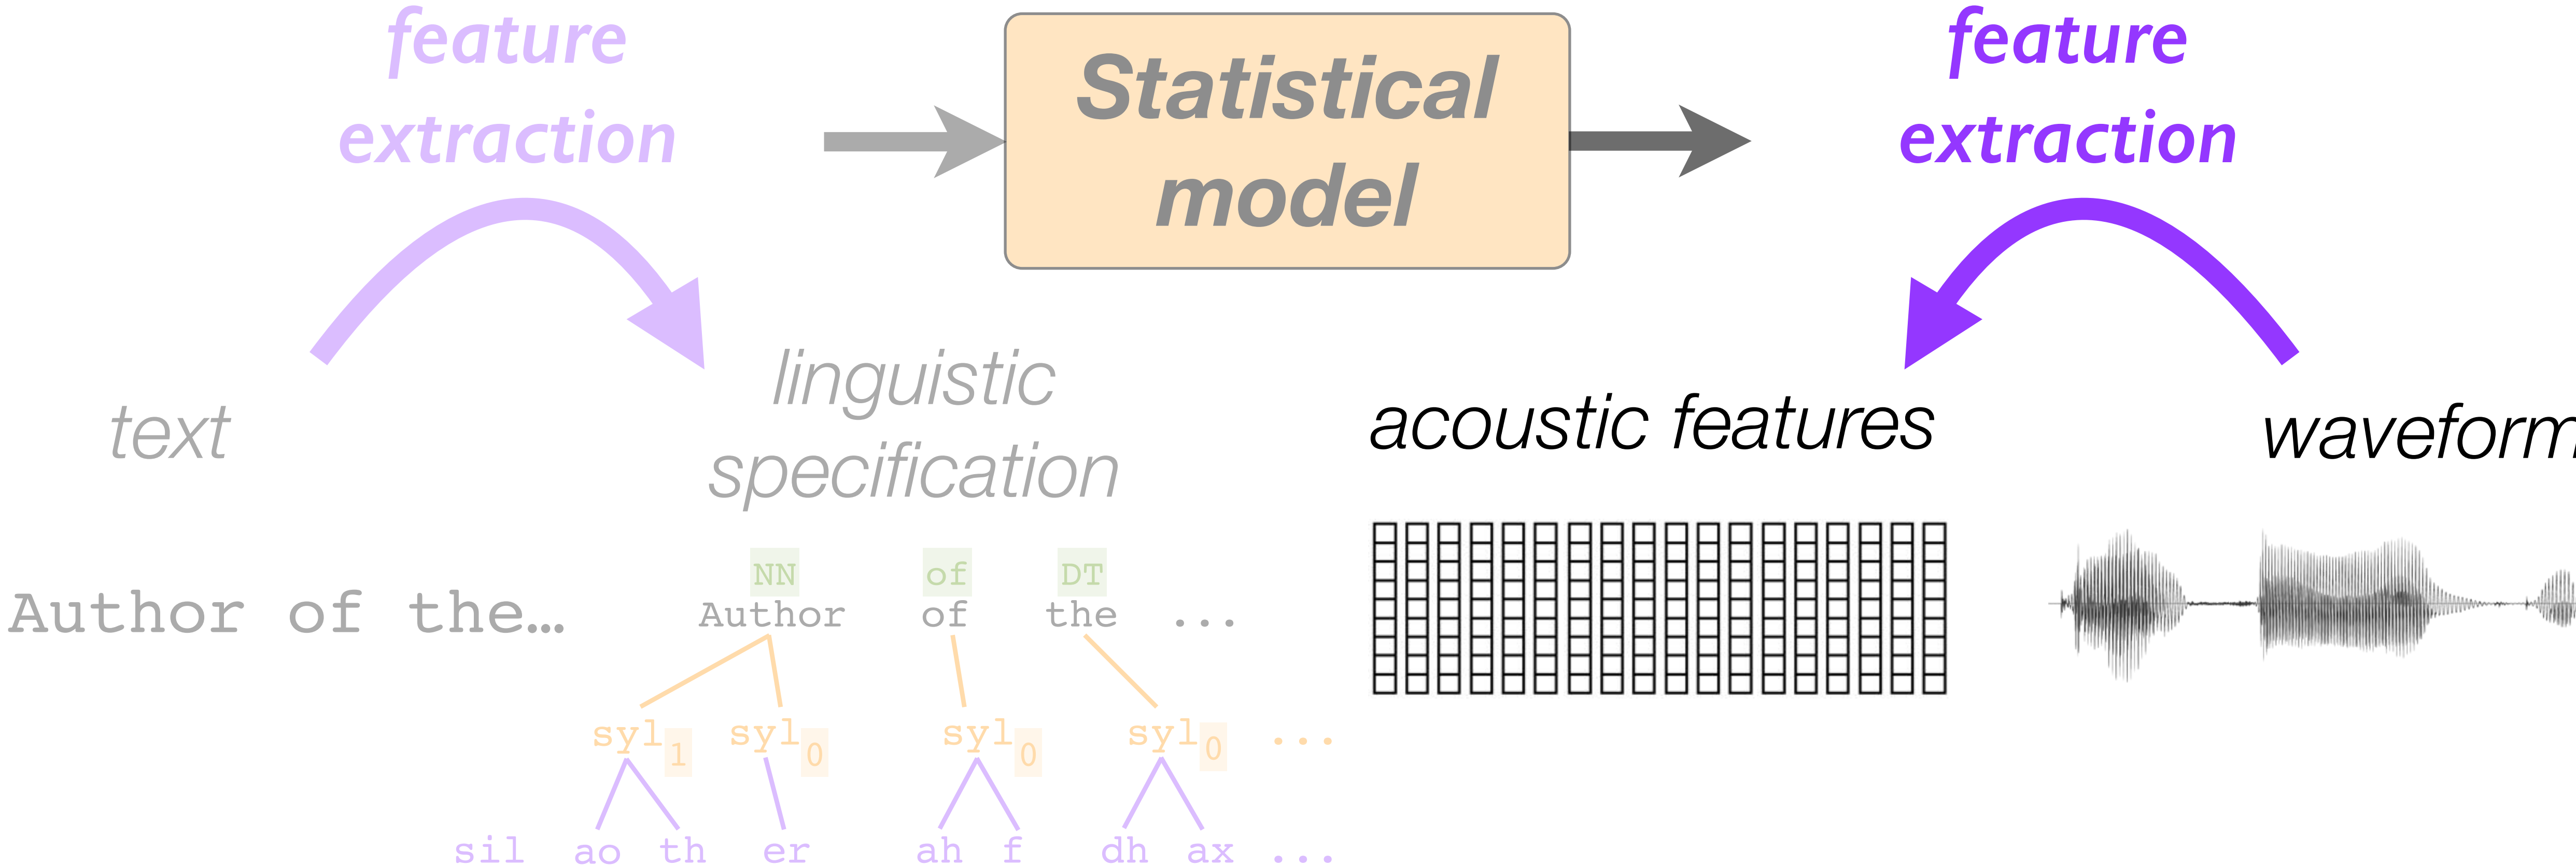 feature
extraction
Statistical
model
feature
extraction
text
linguistic
specification
acoustic features
waveform
Author of the…
NN of DT
Author of the ...
syl1 syl0 syl0 syl0 ...
sil ao th er ah f dh ax ...